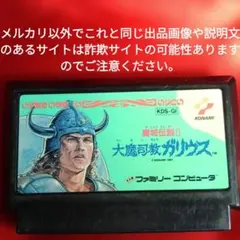 メルカリ以外でこれと同じ出品画像や説明文
のあるサイトは詐欺サイトの可能性あります
のでご注意ください。
KONAMI
KDS-GI
魔城伝説II
大魔司教ガリウス
ファミリーコンピュータ